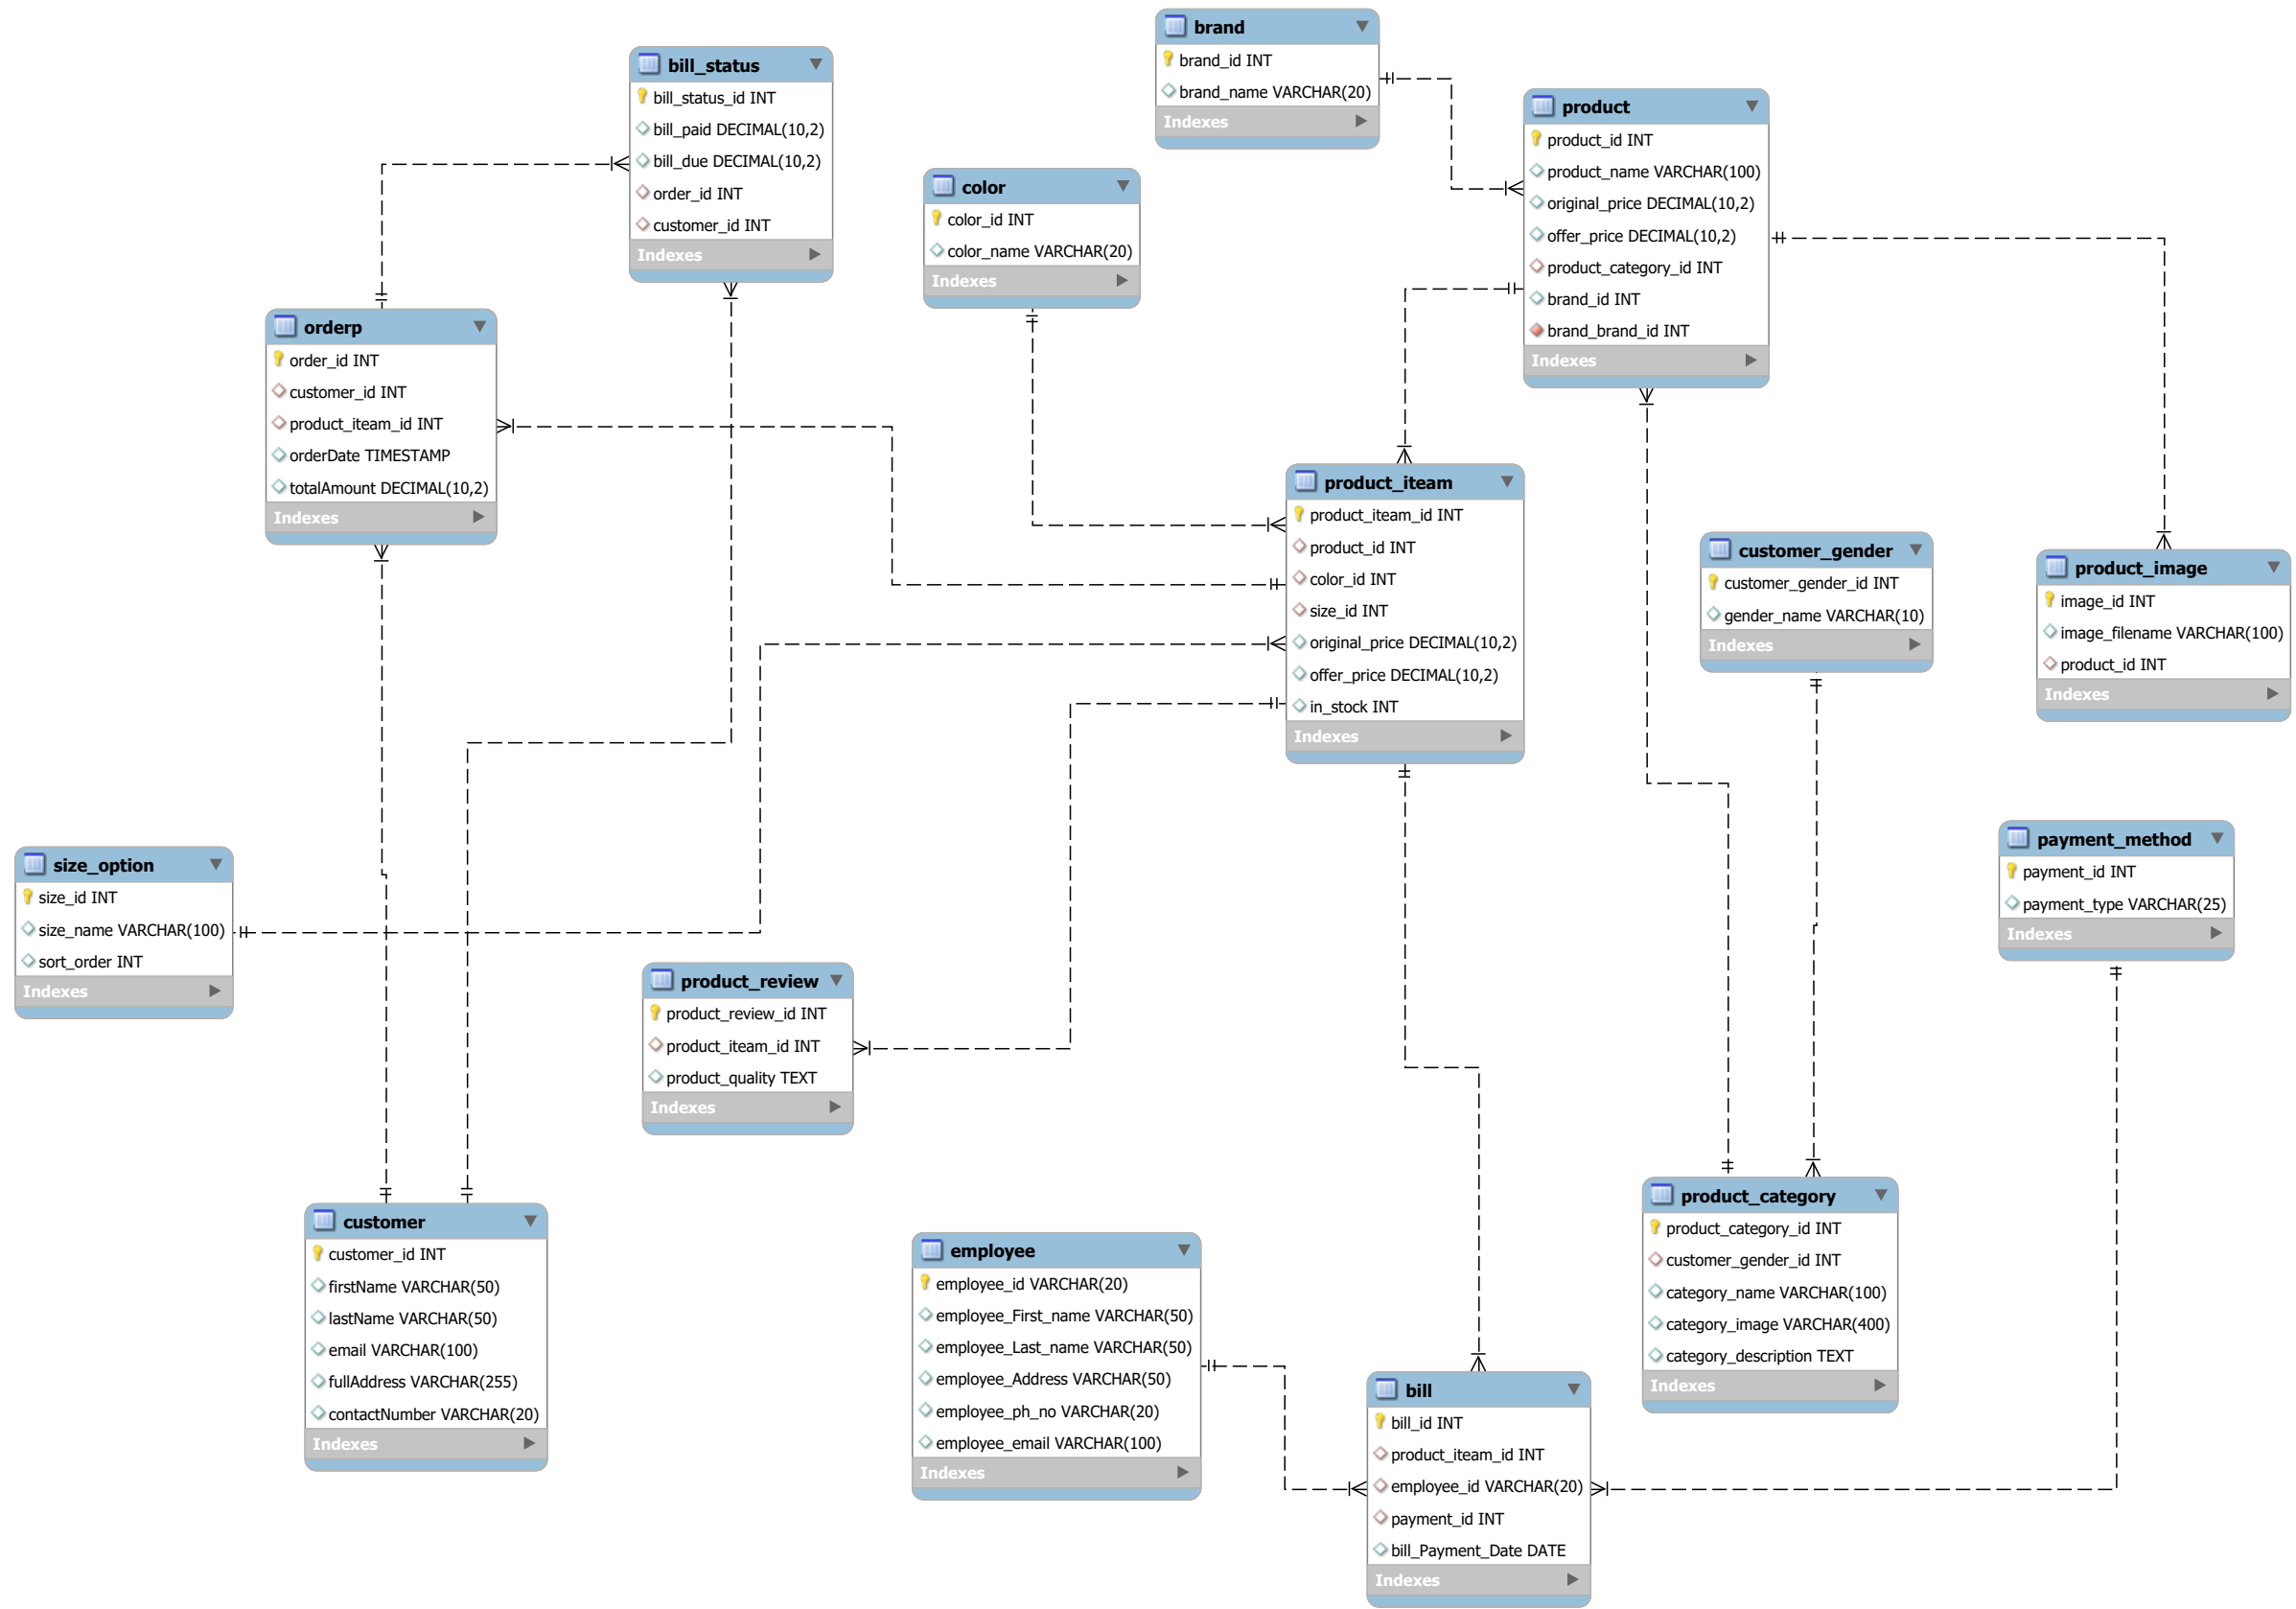 brand
brand_id INT
brand_name VARCHAR(20)
Indexes
bill_status
bill_status_id INT
bill_paid DECIMAL(10,2)
bill_due DECIMAL(10,2)
order_id INT
customer_id INT
Indexes
product
product_id INT
product_name VARCHAR(100)
original_price DECIMAL(10,2)
offer_price DECIMAL(10,2)
product_category_id INT
brand_id INT
brand_brand_id INT
Indexes
color
color_id INT
color_name VARCHAR(20)
Indexes
orderp
order_id INT
customer_id INT
product_iteam_id INT
orderDate TIMESTAMP
totalAmount DECIMAL(10,2)
Indexes
product_iteam
product_iteam_id INT
product_id INT
color_id INT
size_id INT
original_price DECIMAL(10,2)
offer_price DECIMAL(10,2)
in_stock INT
Indexes
customer_gender
customer_gender_id INT
gender_name VARCHAR(10)
Indexes
product_image
image_id INT
image_filename VARCHAR(100)
product_id INT
Indexes
size_option
size_id INT
size_name VARCHAR(100)
sort_order INT
Indexes
payment_method
payment_id INT
payment_type VARCHAR(25)
Indexes
product_review
product_review_id INT
product_iteam_id INT
product_quality TEXT
Indexes
customer
customer_id INT
firstName VARCHAR(50)
lastName VARCHAR(50)
email VARCHAR(100)
fullAddress VARCHAR(255)
contactNumber VARCHAR(20)
Indexes
employee
employee_id VARCHAR(20)
employee_First_name VARCHAR(50)
employee_Last_name VARCHAR(50)
employee_Address VARCHAR(50)
employee_ph_no VARCHAR(20)
employee_email VARCHAR(100)
Indexes
product_category
product_category_id INT
customer_gender_id INT
category_name VARCHAR(100)
category_image VARCHAR(400)
category_description TEXT
Indexes
bill
bill_id INT
product_iteam_id INT
employee_id VARCHAR(20)
payment_id INT
bill_Payment_Date DATE
Indexes